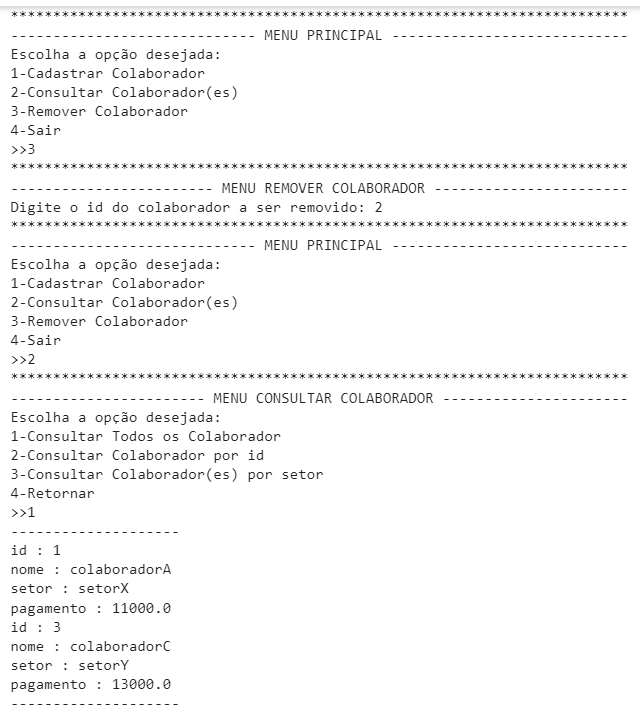 *************************************************************************
----------------------------- MENU PRINCIPAL ----------------------------
Escolha a opção desejada:
1-Cadastrar Colaborador
2-Consultar Colaborador(es)
3-Remover Colaborador
4-Sair
>>3
*************************************************************************
------------------------ MENU REMOVER COLABORADOR -----------------------
Digite o id do colaborador a ser removido: 2
*************************************************************************
----------------------------- MENU PRINCIPAL ----------------------------
Escolha a opção desejada:
1-Cadastrar Colaborador
2-Consultar Colaborador(es)
3-Remover Colaborador
4-Sair
>>2
*************************************************************************
----------------------- MENU CONSULTAR COLABORADOR ----------------------
Escolha a opção desejada:
1-Consultar Todos os Colaborador
2-Consultar Colaborador por id
3-Consultar Colaborador(es) por setor
4-Retornar
>>1
--------------------
id : 1
nome : colaboradorA
setor : setorX
pagamento : 11000.0
id : 3
nome : colaboradorC
setor : setorY
pagamento : 13000.0
--------------------